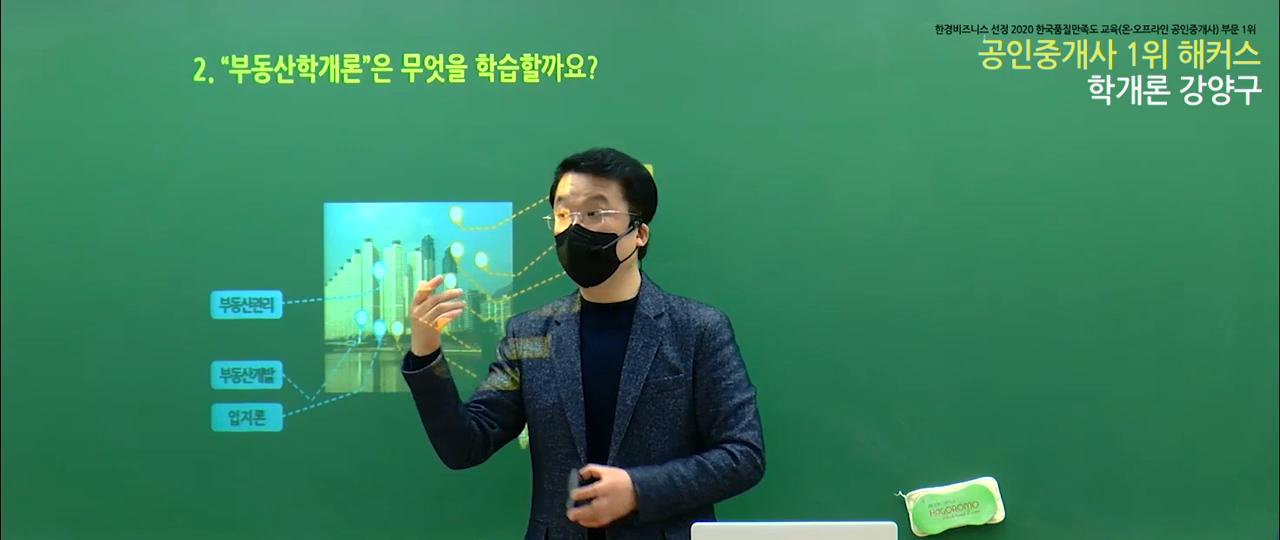 한경비즈니스 선정 2020 한국품질만족도 교육(온·오프라인 공인중개사) 부문 1위
공인중개사 1위 해커스
학개론 강양구
2. “부동산학개론”은 무엇을 학습할까요?
부동산관리
부동산개발
입지론
HAGOROMO